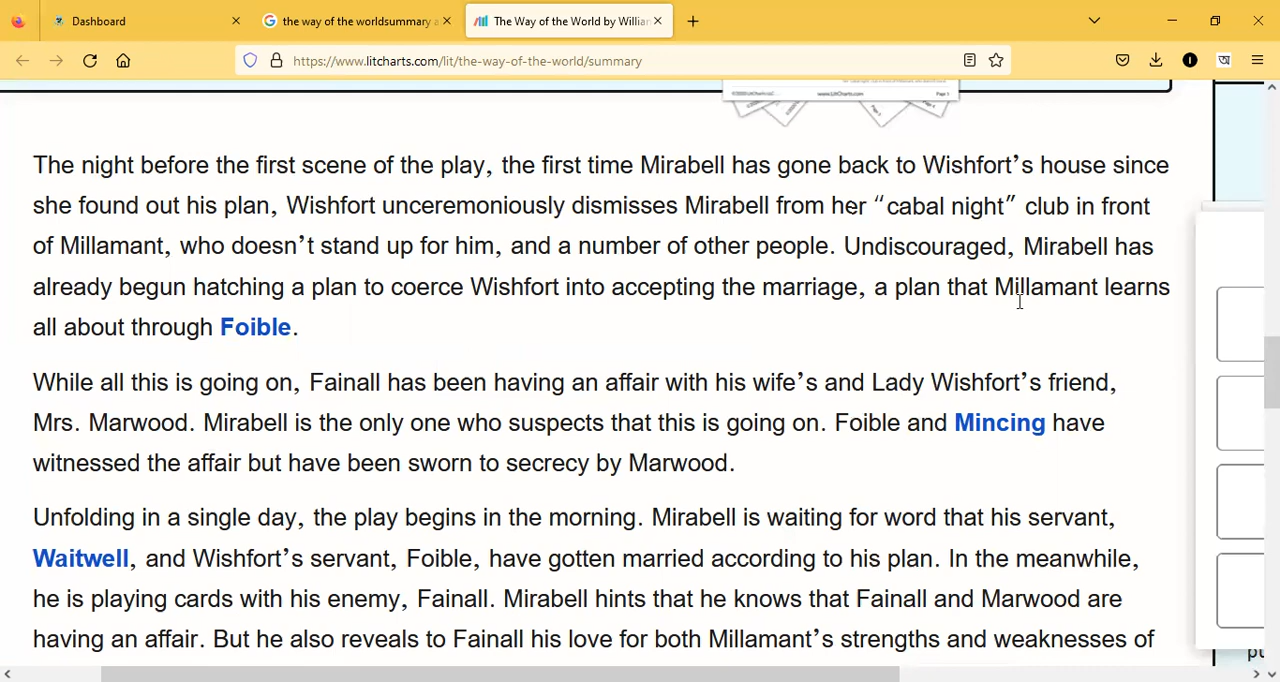 Dashboard
the way of the worldsummary a
The Way of the World by Willian
https://www.litcharts.com/lit/the-way-of-the-world/summary
www.LitCharts.com
The night before the first scene of the play, the first time Mirabell has gone back to Wishfort’s house since
she found out his plan, Wishfort unceremoniously dismisses Mirabell from her “cabal night” club in front
of Millamant, who doesn’t stand up for him, and a number of other people. Undiscouraged, Mirabell has
already begun hatching a plan to coerce Wishfort into accepting the marriage, a plan that Millamant learns
all about through Foible.
While all this is going on, Fainall has been having an affair with his wife’s and Lady Wishfort’s friend,
Mrs. Marwood. Mirabell is the only one who suspects that this is going on. Foible and Mincing have
witnessed the affair but have been sworn to secrecy by Marwood.
Unfolding in a single day, the play begins in the morning. Mirabell is waiting for word that his servant,
Waitwell, and Wishfort’s servant, Foible, have gotten married according to his plan. In the meanwhile,
he is playing cards with his enemy, Fainall. Mirabell hints that he knows that Fainall and Marwood are
having an affair. But he also reveals to Fainall his love for both Millamant’s strengths and weaknesses of